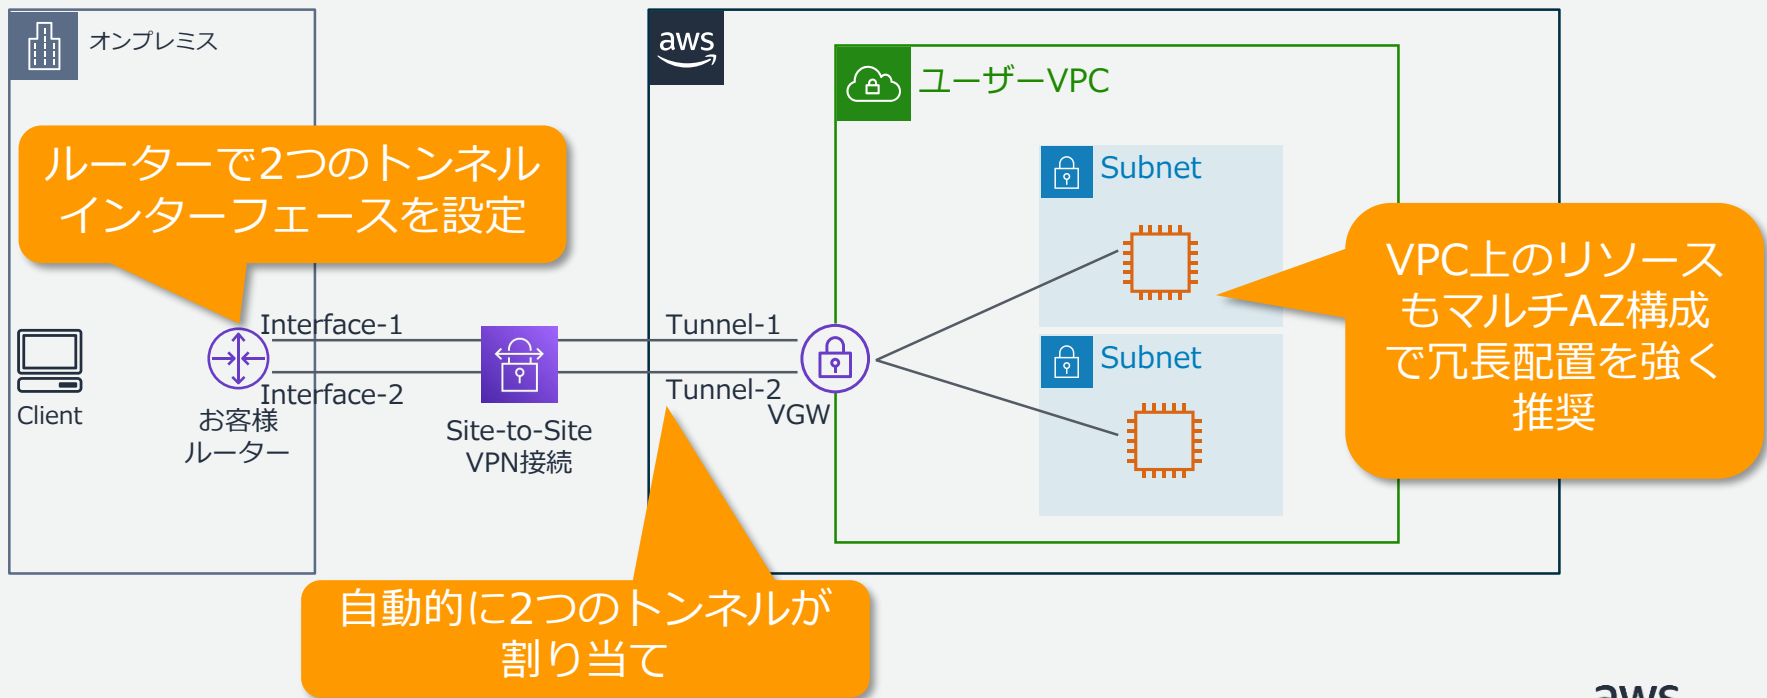 オンプレミス
aws
ユーザーVPC
ルーターで2つのトンネル
インターフェースを設定
Subnet
VPC上のリソース
もマルチAZ構成
で冗長配置を強く
推奨
Interface-1
Tunnel-1
Subnet
Interface-2
Tunnel-2
Client
お客様
ルーター
Site-to-Site
VPN接続
VGW
自動的に2つのトンネルが
割り当て
aws